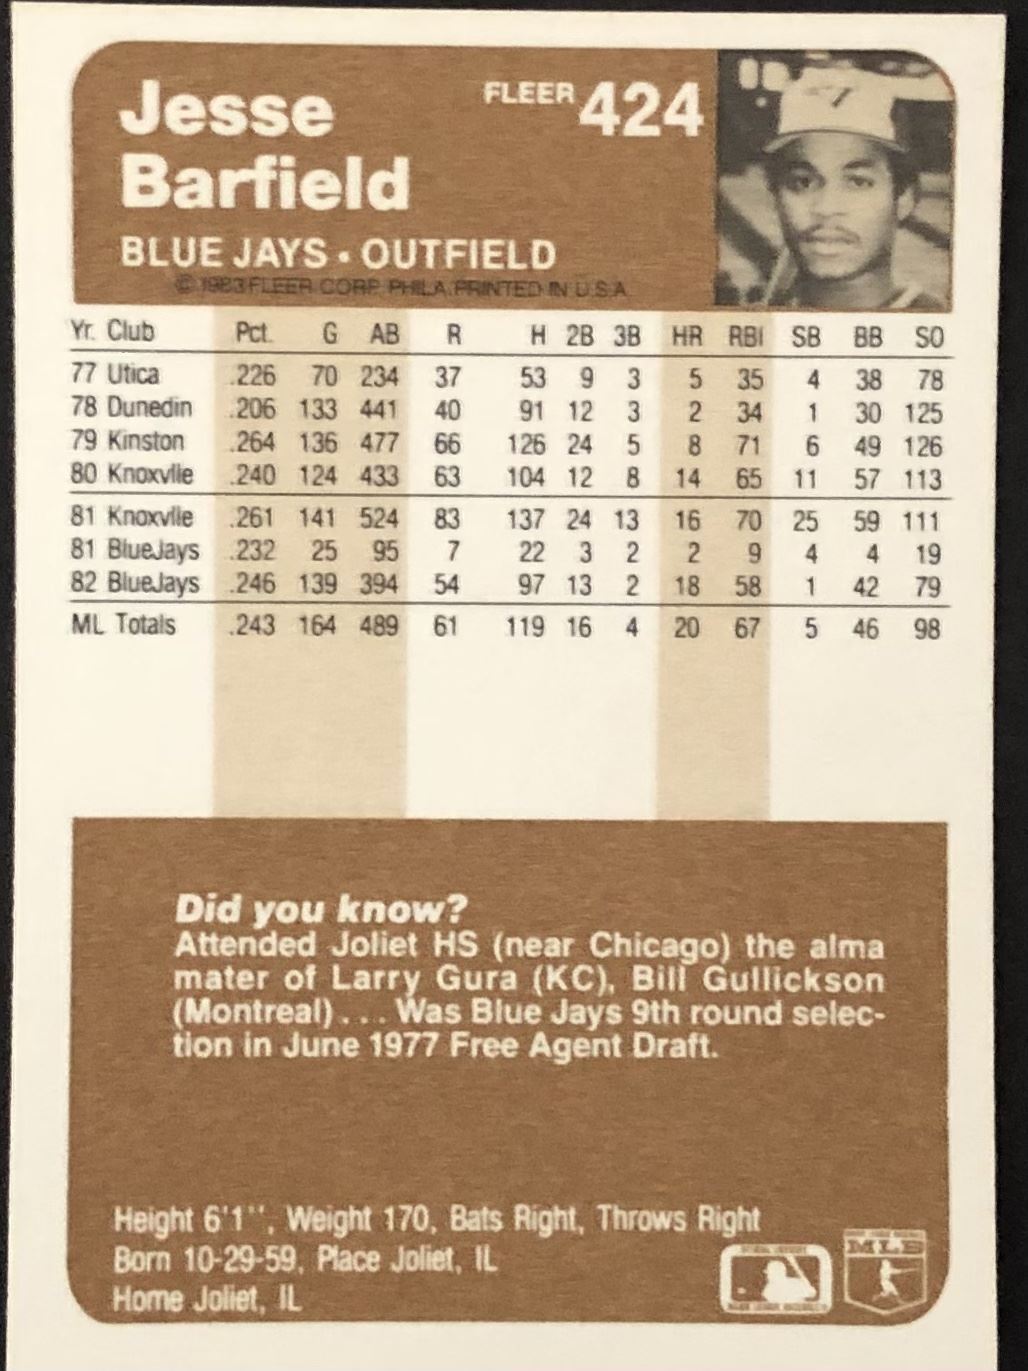 Jesse
Barfield
FLEER 424
BLUE JAYS • OUTFIELD
© 1983 FLEER CORP. PHILA. PRINTED IN U.S.A.
Yr. Club Pct. G AB R H 2B 3B HR RBI SB BB SO
77 Utica .226 70 234 37 53 9 3 5 35 4 38 78
78 Dunedin .206 133 441 40 91 12 3 2 34 1 30 125
79 Kinston .264 136 477 66 126 24 5 8 71 6 49 126
80 Knoxvlle .240 124 433 63 104 12 8 14 65 11 57 113
81 Knoxvlle .261 141 524 83 137 24 13 16 70 25 59 111
81 BlueJays .232 25 95 7 22 3 2 2 9 4 4 19
82 BlueJays .246 139 394 54 97 13 2 18 58 1 42 79
ML Totals .243 164 489 61 119 16 4 20 67 5 46 98
Did you know?
Attended Joliet HS (near Chicago) the alma
mater of Larry Gura (KC), Bill Gullickson
(Montreal) . . . Was Blue Jays 9th round selec-
tion in June 1977 Free Agent Draft.
Height 6'1", Weight 170, Bats Right, Throws Right
Born 10-29-59, Place Joliet, IL
Home Joliet, IL
MLS